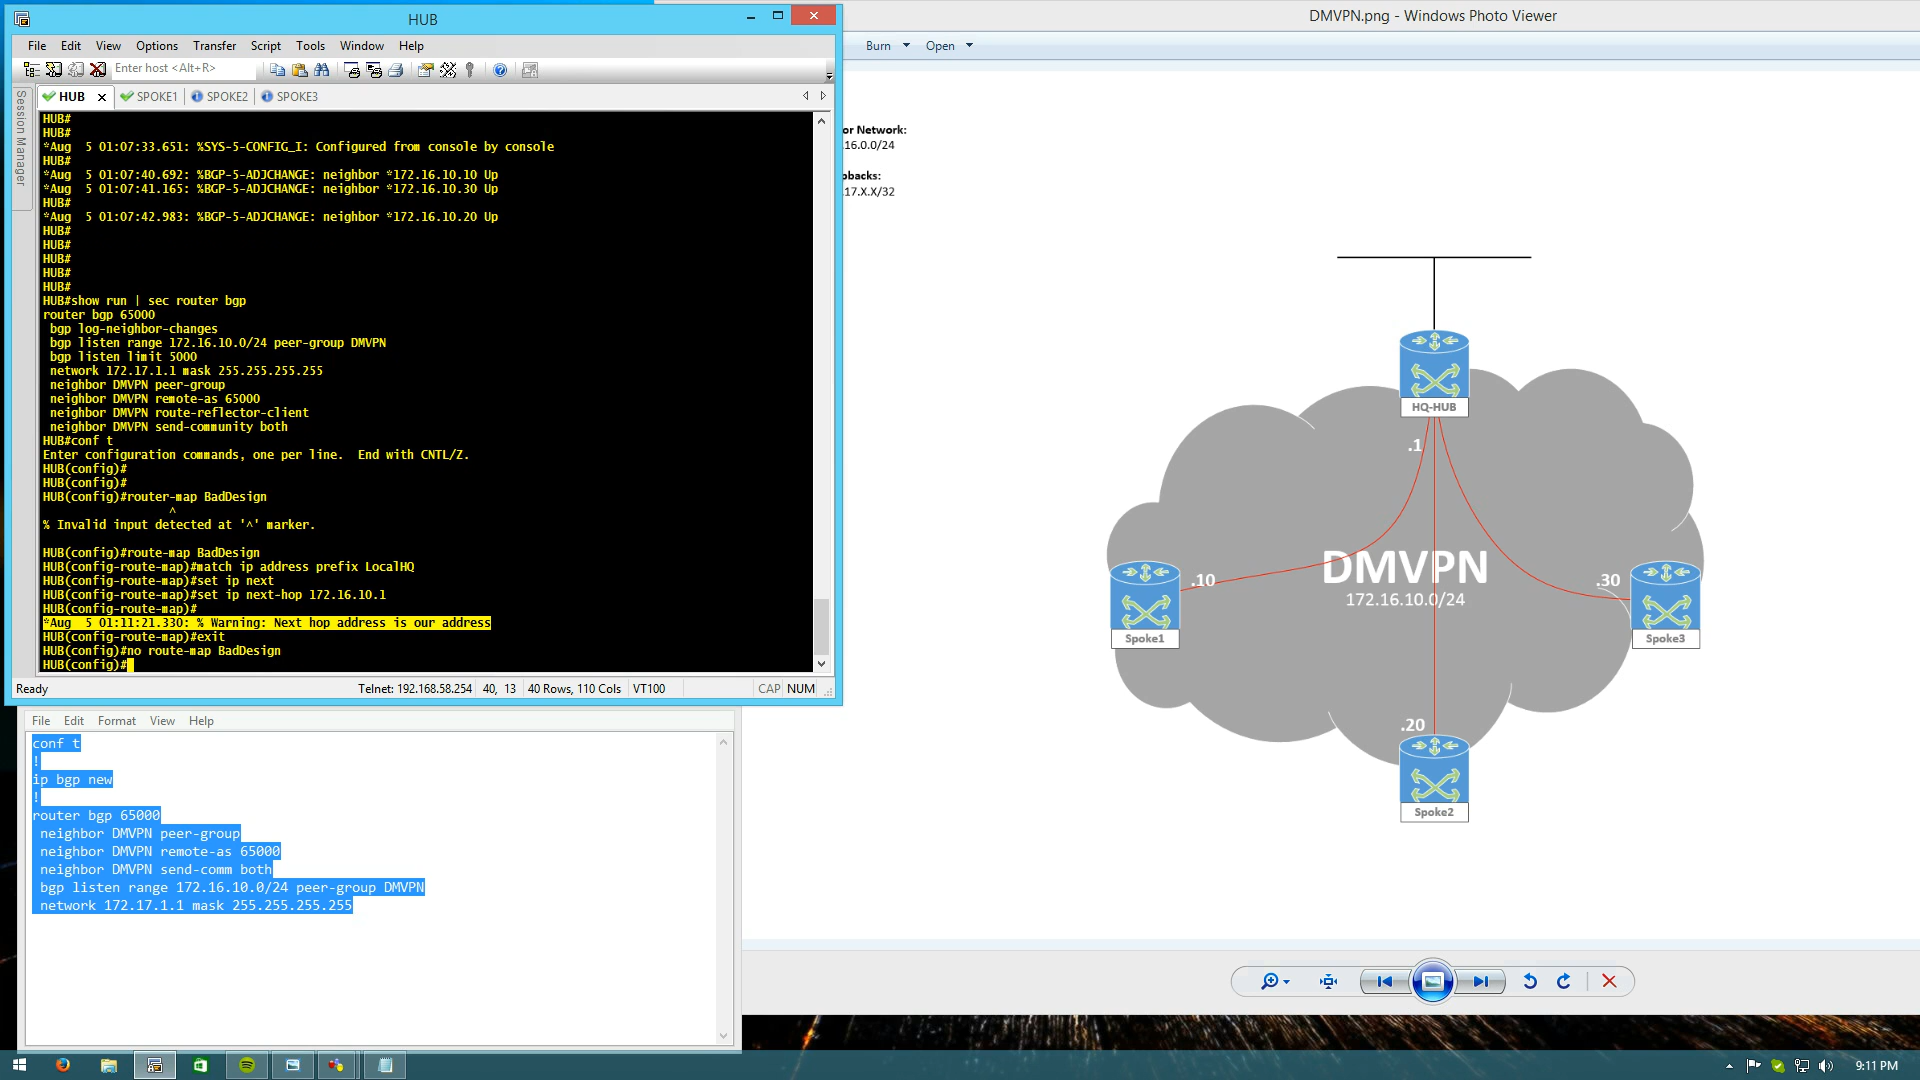 HUB
File Edit View Options Transfer Script Tools Window Help
Enter host <Alt+R>
Session Manager
HUB SPOKE1 SPOKE2 SPOKE3
HUB#
HUB#
*Aug  5 01:07:33.651: %SYS-5-CONFIG_I: Configured from console by console
HUB#
*Aug  5 01:07:40.692: %BGP-5-ADJCHANGE: neighbor *172.16.10.10 Up
*Aug  5 01:07:41.165: %BGP-5-ADJCHANGE: neighbor *172.16.10.30 Up
HUB#
*Aug  5 01:07:42.983: %BGP-5-ADJCHANGE: neighbor *172.16.10.20 Up
HUB#
HUB#
HUB#
HUB#
HUB#
HUB#show run | sec router bgp
router bgp 65000
 bgp log-neighbor-changes
 bgp listen range 172.16.10.0/24 peer-group DMVPN
 bgp listen limit 5000
 network 172.17.1.1 mask 255.255.255.255
 neighbor DMVPN peer-group
 neighbor DMVPN remote-as 65000
 neighbor DMVPN route-reflector-client
 neighbor DMVPN send-community both
HUB#conf t
Enter configuration commands, one per line.  End with CNTL/Z.
HUB(config)#
HUB(config)#
HUB(config)#router-map BadDesign
^
% Invalid input detected at '^' marker.
HUB(config)#route-map BadDesign
HUB(config-route-map)#match ip address prefix LocalHQ
HUB(config-route-map)#set ip next
HUB(config-route-map)#set ip next-hop 172.16.10.1
HUB(config-route-map)#
*Aug  5 01:11:21.330: % Warning: Next hop address is our address
HUB(config-route-map)#exit
HUB(config)#no route-map BadDesign
HUB(config)#
Ready Telnet: 192.168.58.254 40, 13 40 Rows, 110 Cols VT100 CAP NUM
File Edit Format View Help
conf t
!
ip bgp new
!
router bgp 65000
 neighbor DMVPN peer-group
 neighbor DMVPN remote-as 65000
 neighbor DMVPN send-comm both
 bgp listen range 172.16.10.0/24 peer-group DMVPN
 network 172.17.1.1 mask 255.255.255.255
DMVPN.png - Windows Photo Viewer
Burn Open
or Network:
.16.0.0/24
pbacks:
.17.X.X/32
HQ-HUB
.1
DMVPN
172.16.10.0/24
.10
Spoke1
.30
Spoke3
.20
Spoke2
9:11 PM